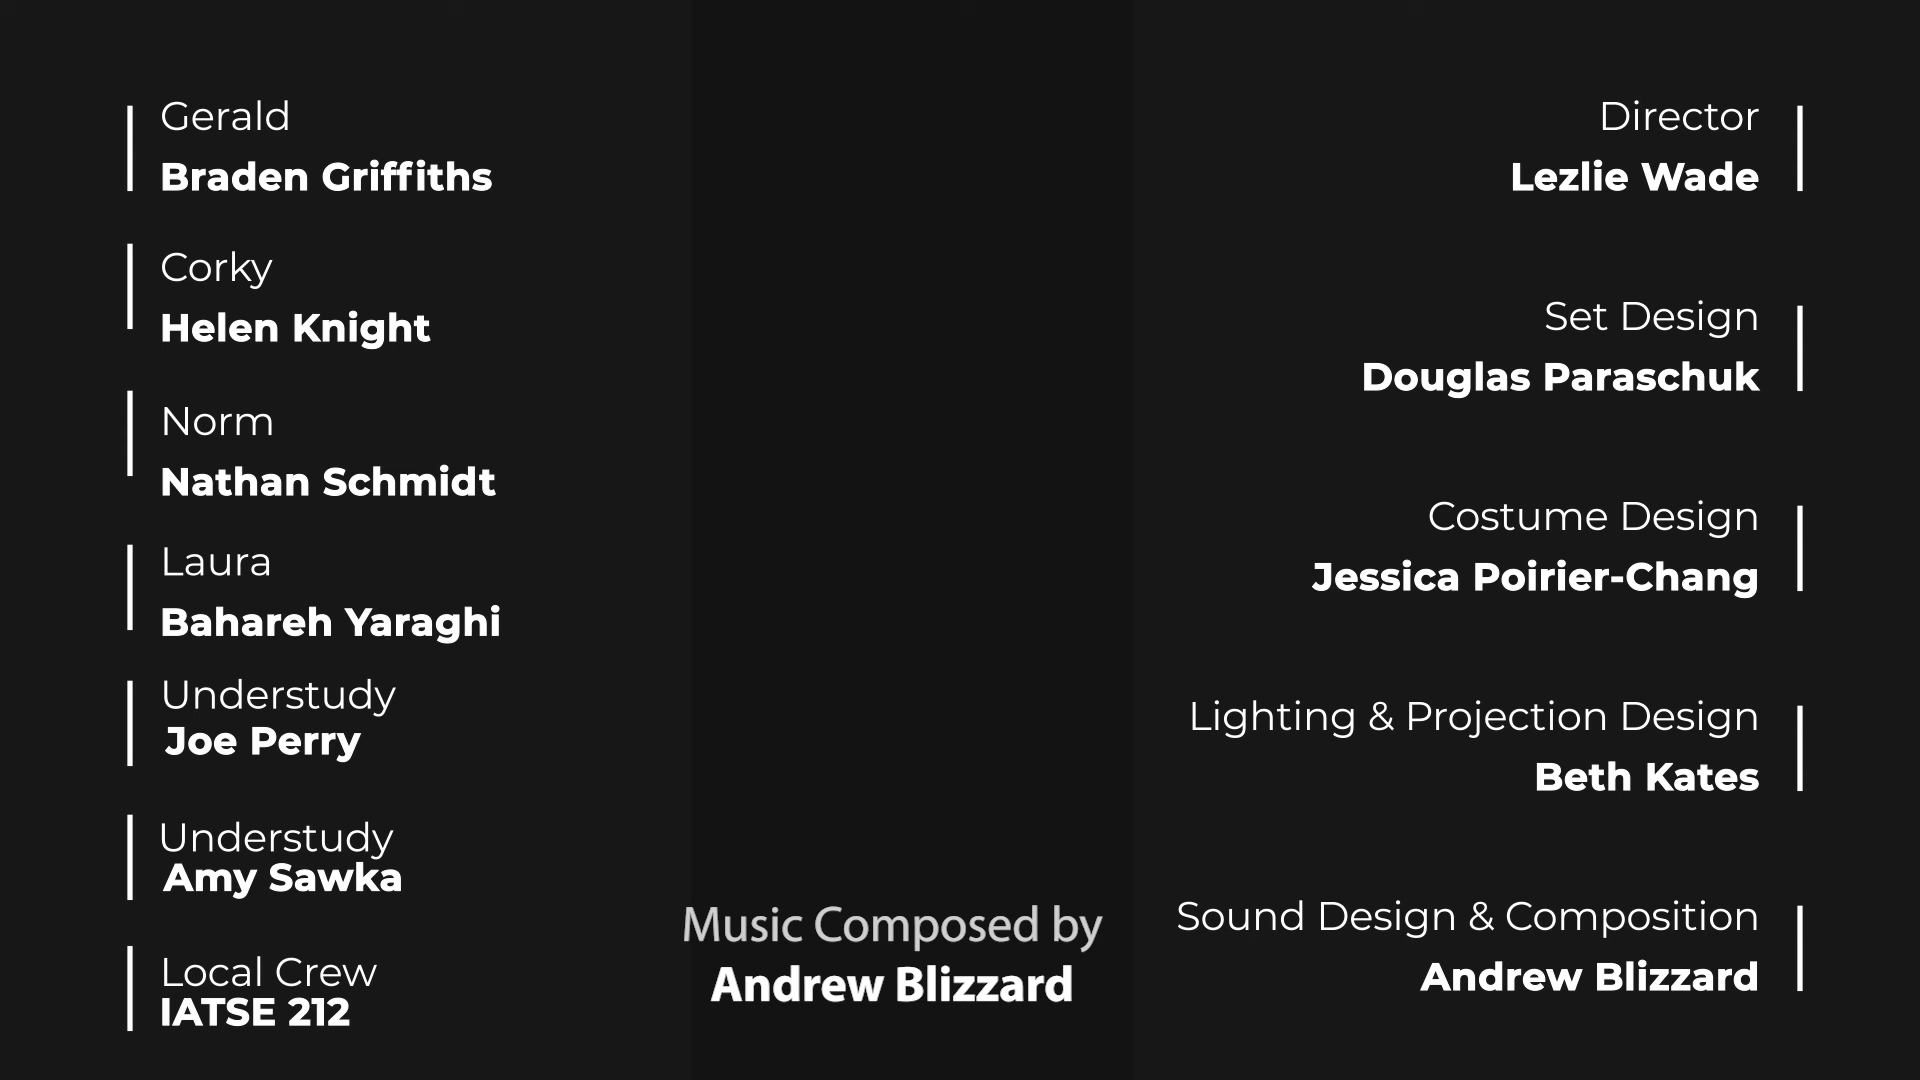 Gerald
Braden Griffiths
Corky
Helen Knight
Norm
Nathan Schmidt
Laura
Bahareh Yaraghi
Understudy
Joe Perry
Understudy
Amy Sawka
Local Crew
IATSE 212
Music Composed by
Andrew Blizzard
Director
Lezlie Wade
Set Design
Douglas Paraschuk
Costume Design
Jessica Poirier-Chang
Lighting & Projection Design
Beth Kates
Sound Design & Composition
Andrew Blizzard